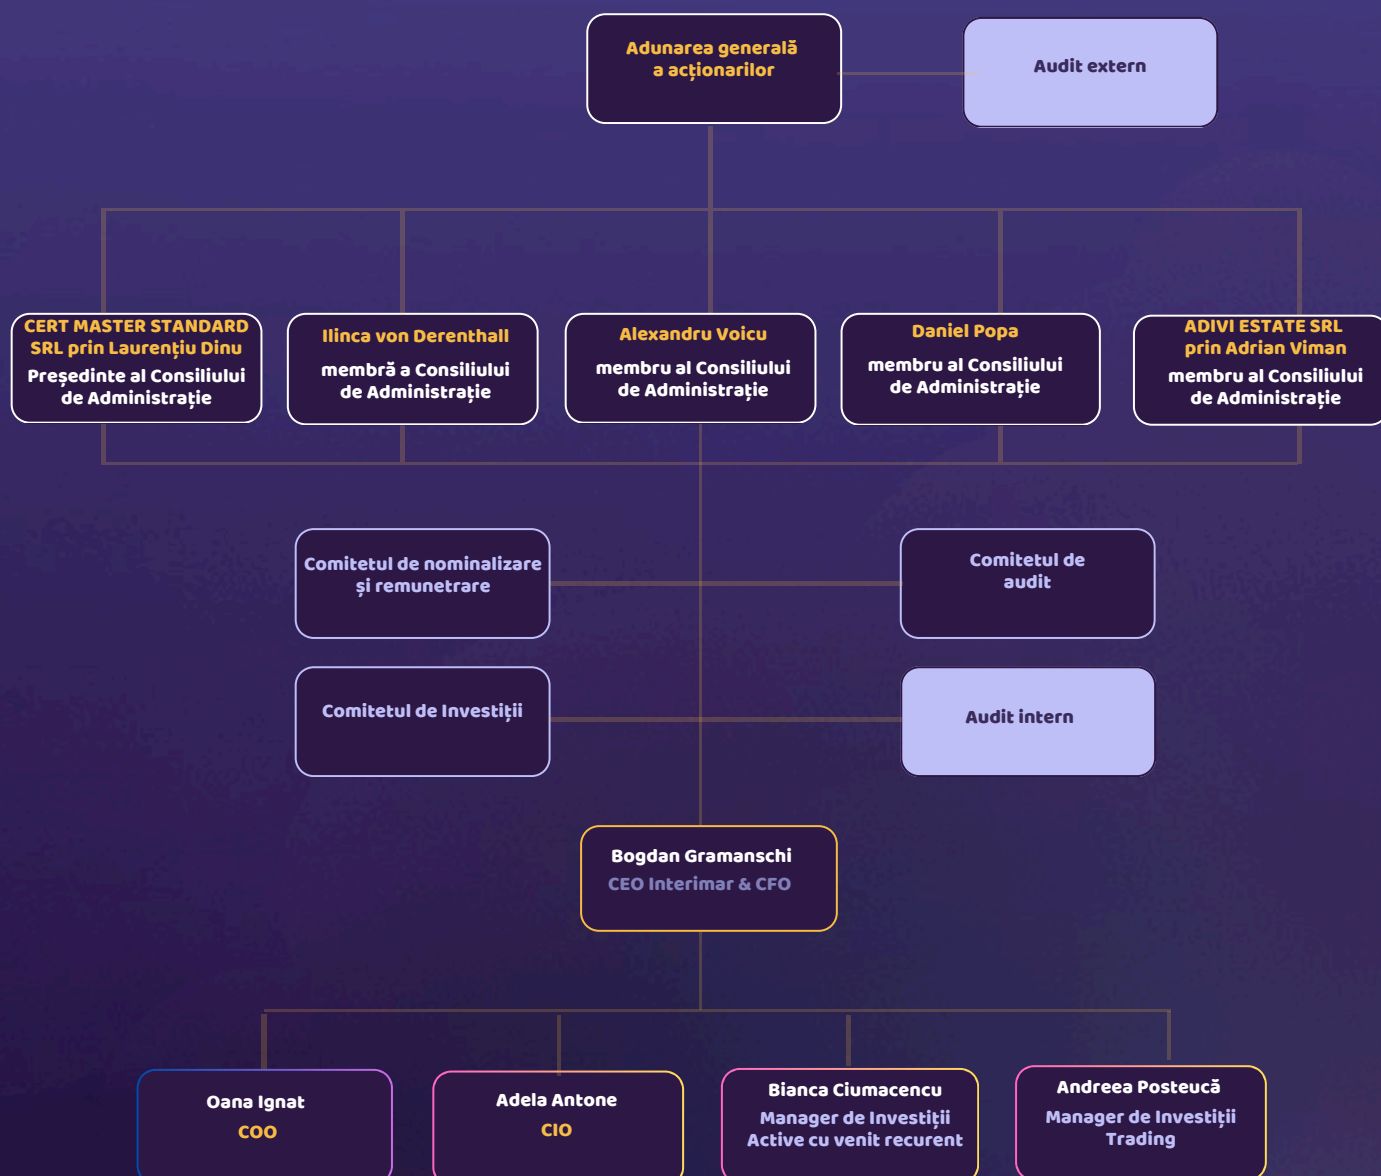 Adunarea generală
a acționarilor
Audit extern
CERT MASTER STANDARD
SRL prin Laurențiu Dinu
Președinte al Consiliului
de Administrație
Ilinca von Derenthall
membră a Consiliului
de Administrație
Alexandru Voicu
membru al Consiliului
de Administrație
Daniel Popa
membru al Consiliului
de Administrație
ADIVI ESTATE SRL
prin Adrian Viman
membru al Consiliului
de Administrație
Comitetul de nominalizare
și remunetrare
Comitetul de
audit
Comitetul de Investiții
Audit intern
Bogdan Gramanschi
CEO Interimar & CFO
Oana Ignat
COO
Adela Antone
CIO
Bianca Ciumacencu
Manager de Investiții
Active cu venit recurent
Andreea Posteucă
Manager de Investiții
Trading